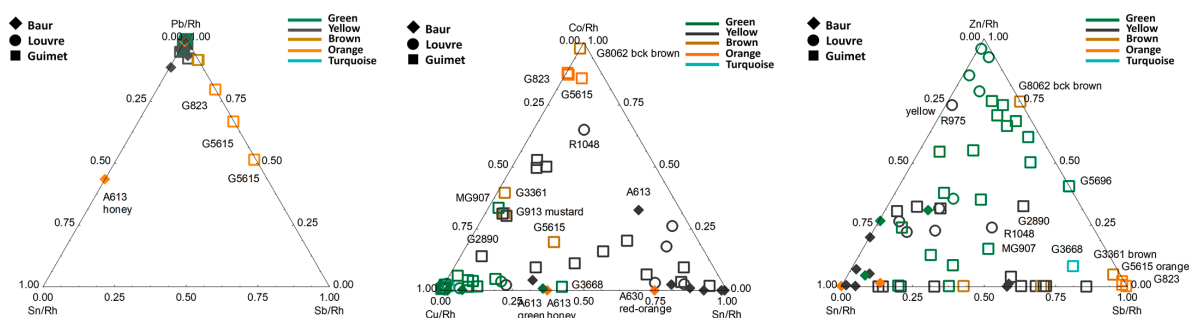 Pb/Rh
0.00 1.00
Baur
Louvre
Guimet
Green
Yellow
Brown
Orange
Turquoise
0.25
0.75
G823
G5615
0.50
0.50
G5615
A613
honey
0.75
0.25
1.00
0.00
0.00
0.25
0.50
0.75
1.00
Sn/Rh
Sb/Rh
Co/Rh
0.00 1.00
Baur
Louvre
Guimet
Green
Yellow
Brown
Orange
Turquoise
G8062 bck brown
G823
G5615
0.25
0.75
R1048
0.50
0.50
MG907
G3361
A613
G913 mustard
0.75
0.25
G5615
G2890
G3668
1.00
0.00
0.00
0.25
0.50
0.75
1.00
A613
green
A613
honey
A630
red-orange
Cu/Rh
Sn/Rh
Zn/Rh
0.00 1.00
Baur
Louvre
Guimet
Green
Yellow
Brown
Orange
Turquoise
G8062 bck brown
0.25
0.75
yellow
R975
0.50
0.50
G5696
0.75
0.25
G2890
R1048
MG907
G3668
G3361 brown
G5615 orange
G823
1.00
0.00
0.00
0.25
0.50
0.75
1.00
Sn/Rh
Sb/Rh